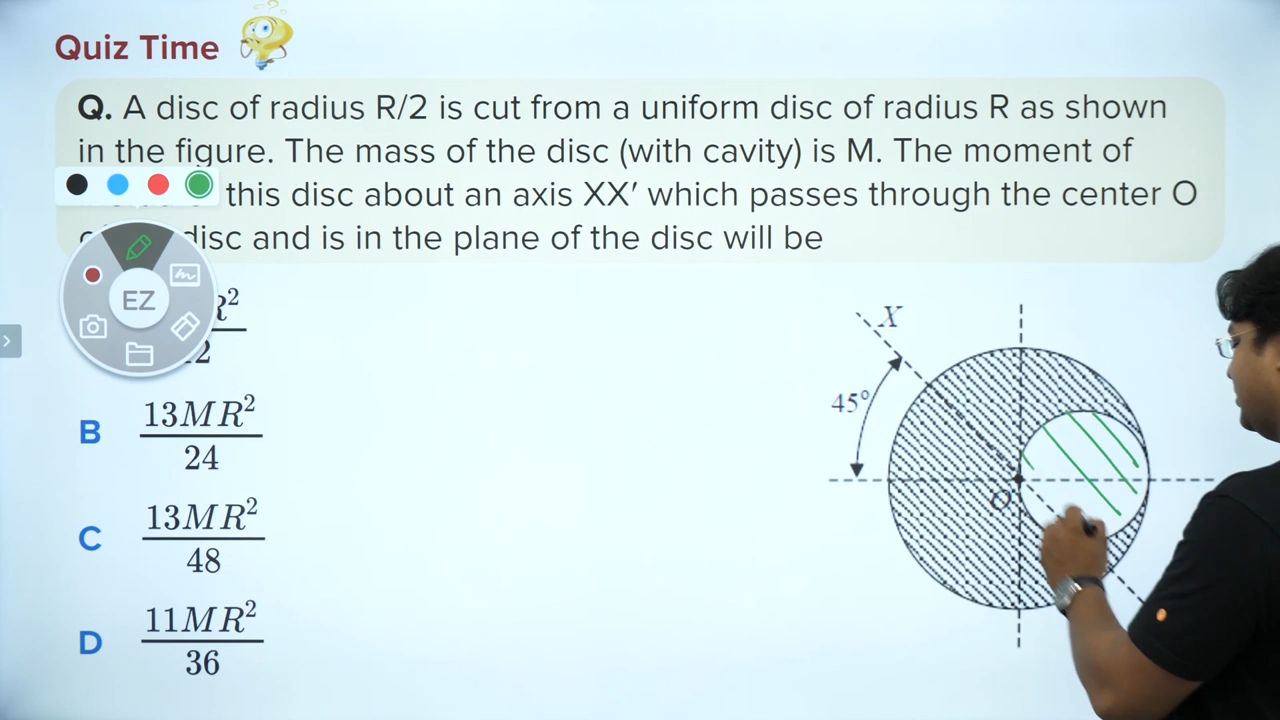 Quiz Time
Q. A disc of radius R/2 is cut from a uniform disc of radius R as shown
in the figure. The mass of the disc (with cavity) is M. The moment of
this disc about an axis XX′ which passes through the center O
disc and is in the plane of the disc will be
EZ
R²
2
B 13MR²
24
C 13MR²
48
D 11MR²
36
X
45°
O